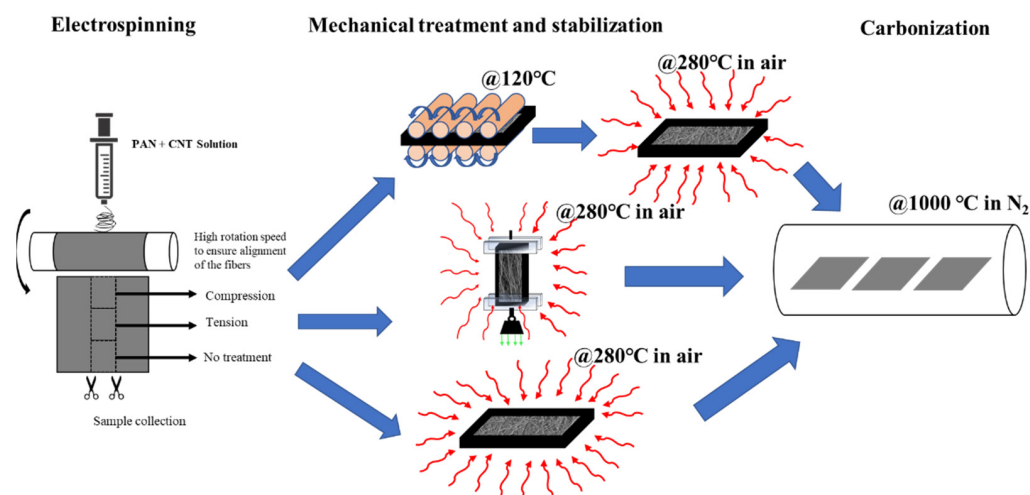 Electrospinning
Mechanical treatment and stabilization
Carbonization
PAN + CNT Solution
High rotation speed
to ensure alignment
of the fibers
Compression
Tension
No treatment
Sample collection
@120℃
@280℃ in air
@280℃ in air
@280℃ in air
@1000 ℃ in N₂